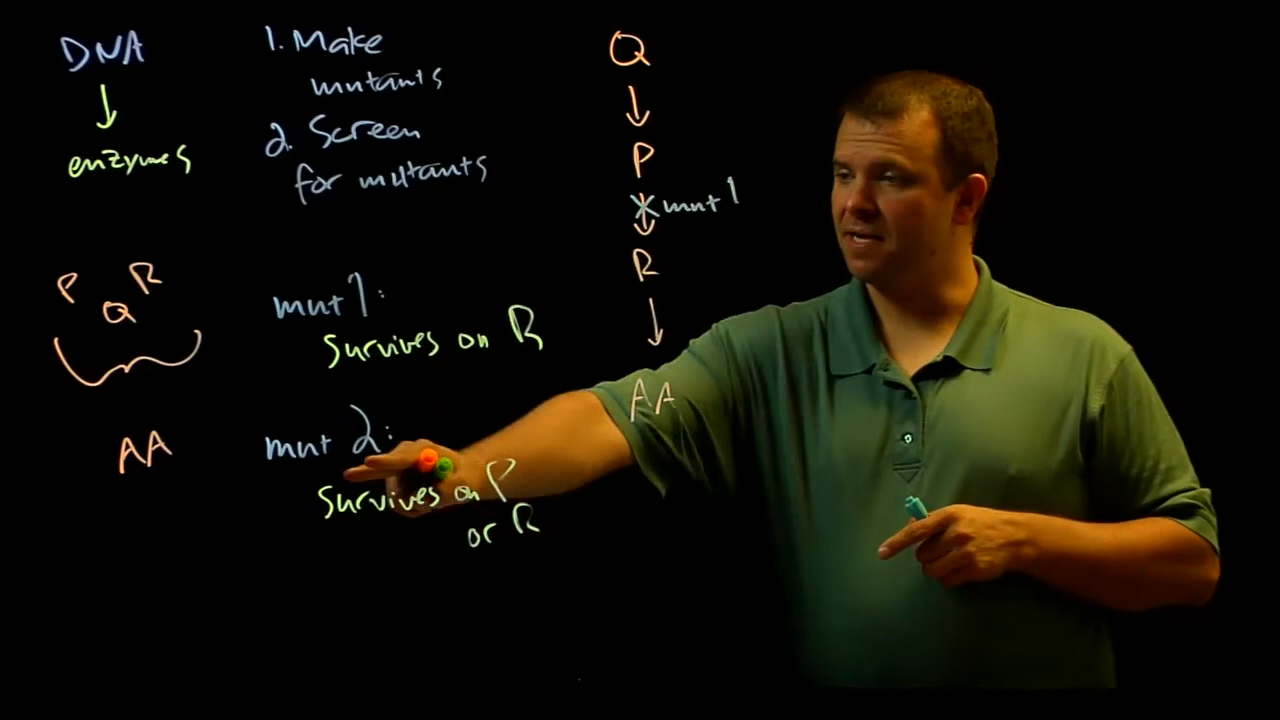 DNA
↓
enzymes
P R
Q
AA
1. Make
mutants
2. Screen
for mutants
mut 1:
Survives on R
mut 2:
Survives on P
or R
Q
↓
P
↓ mut 1
R
↓
AA